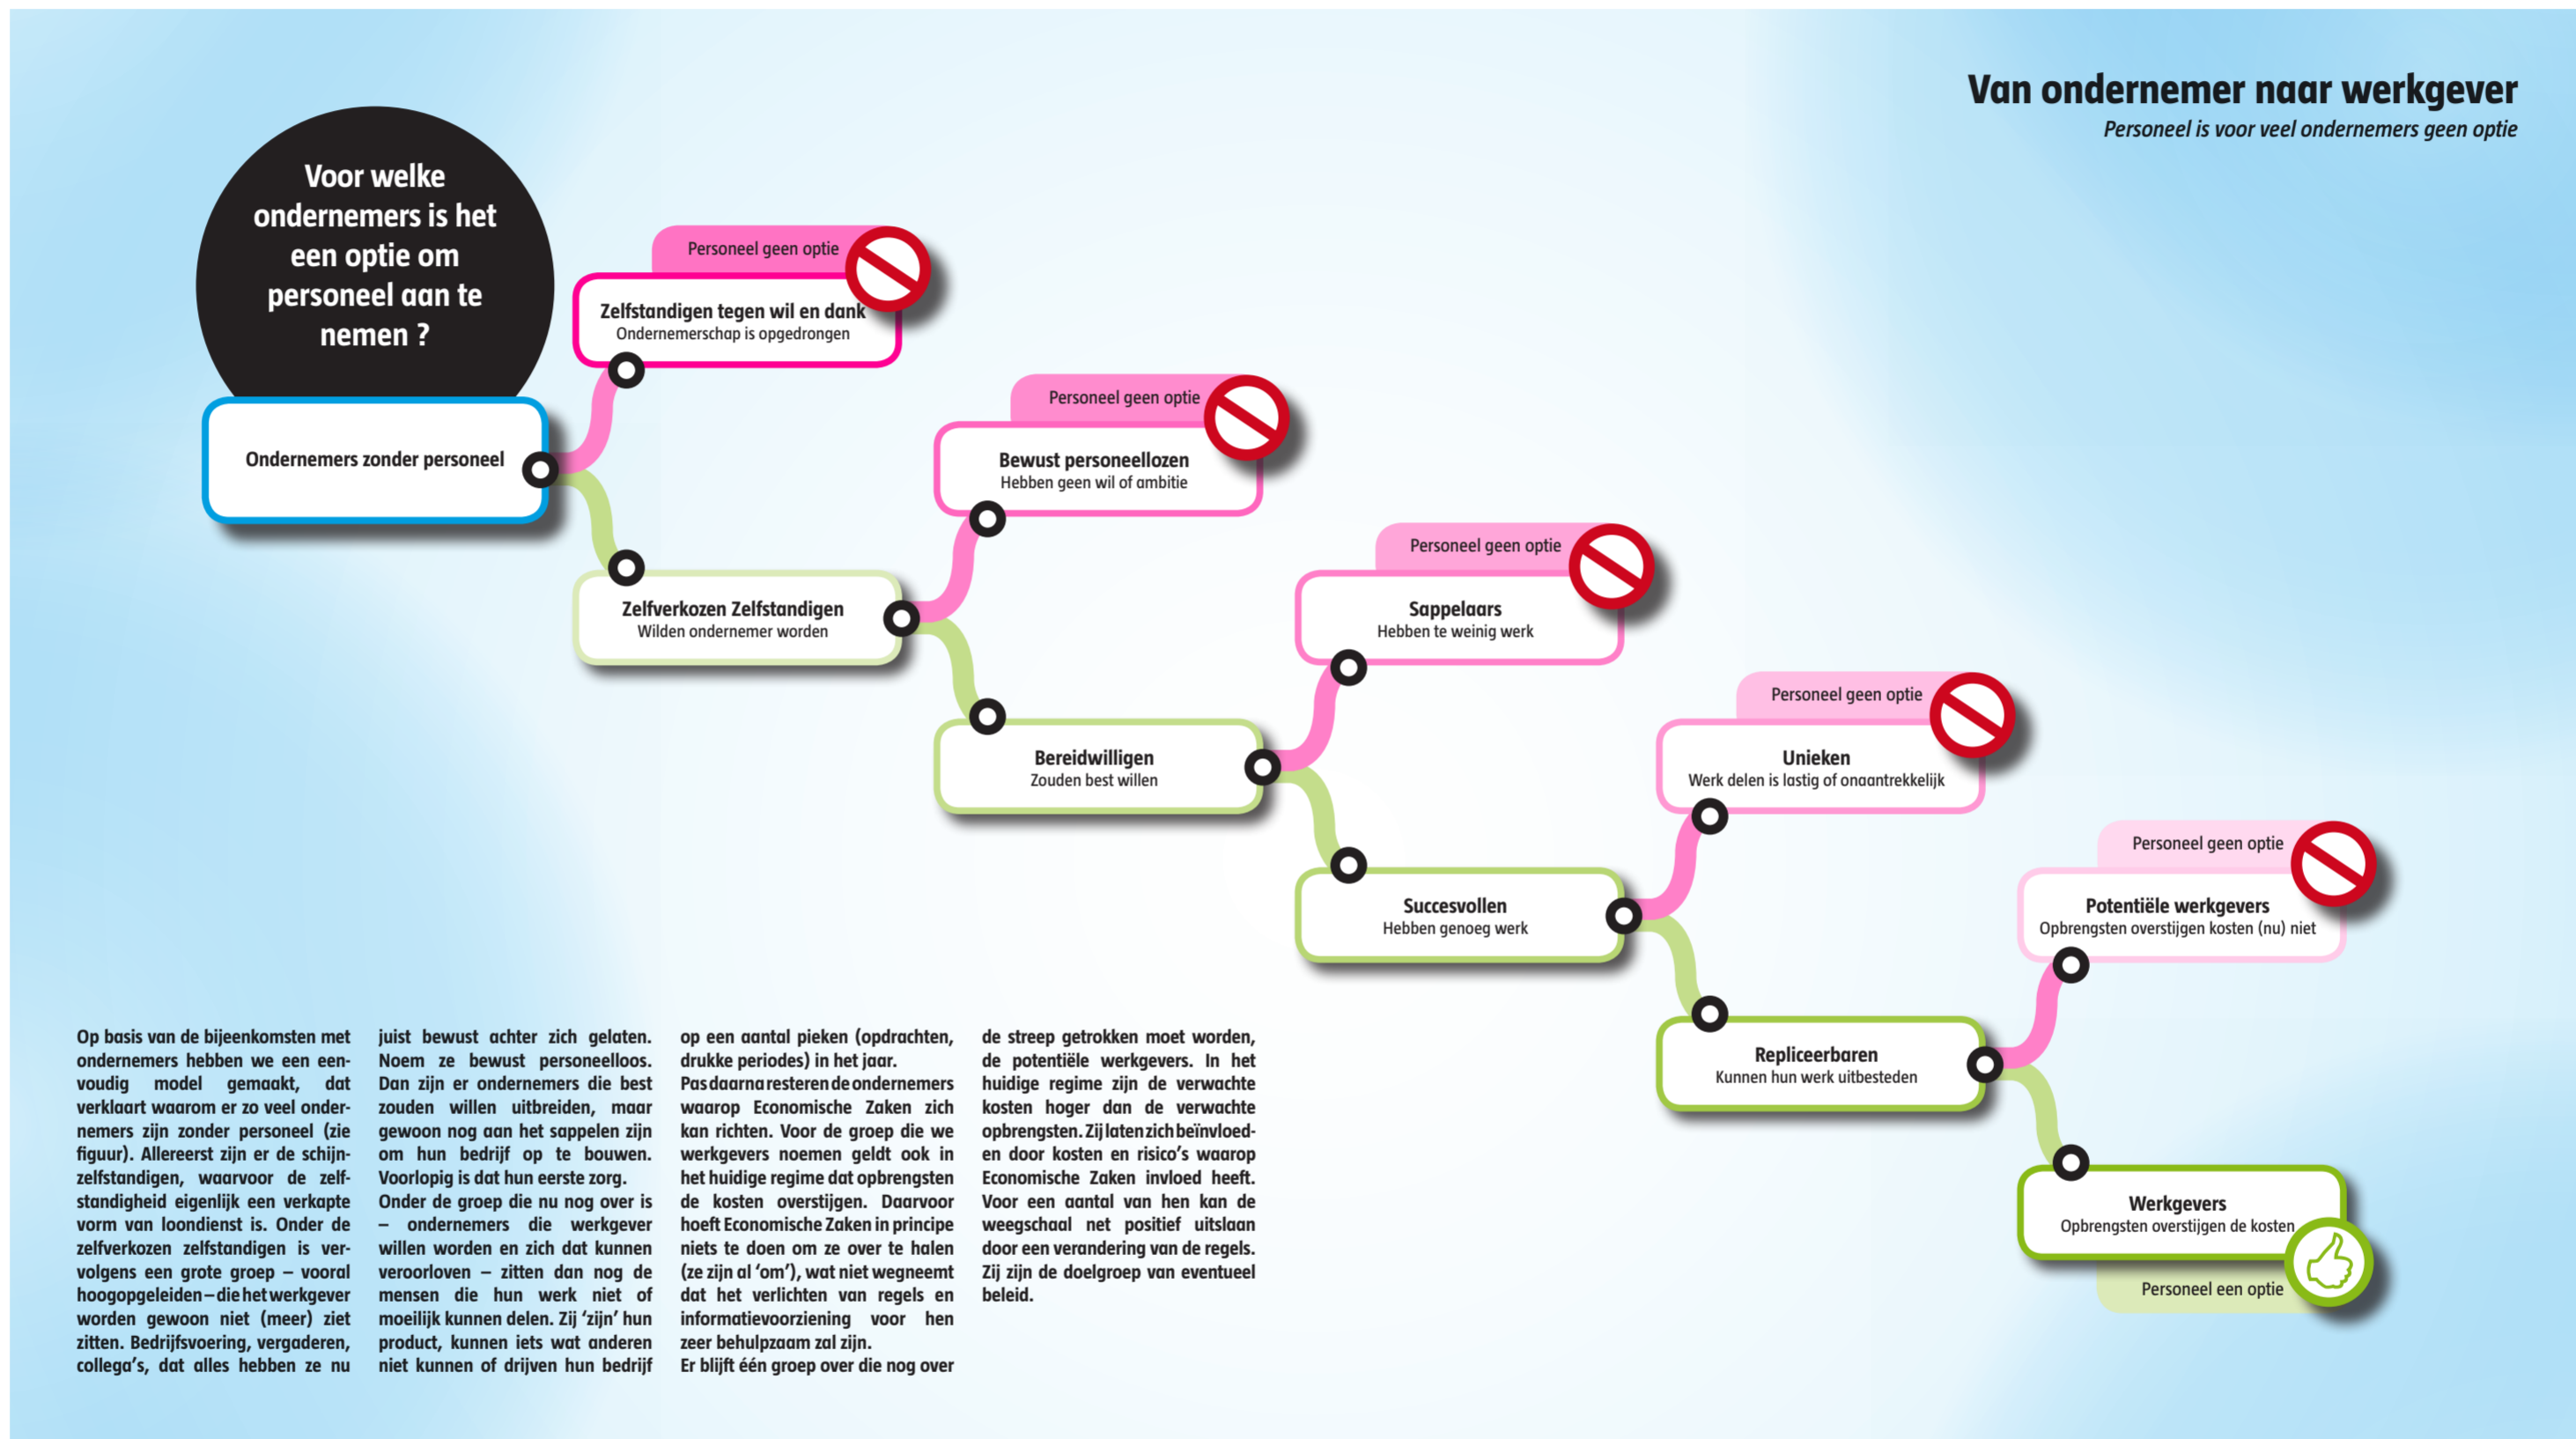 Van ondernemer naar werkgever
Personeel is voor veel ondernemers geen optie
Voor welke
ondernemers is het
een optie om
personeel aan te
nemen ?
Ondernemers zonder personeel
Personeel geen optie
Zelfstandigen tegen wil en dank
Ondernemerschap is opgedrongen
Zelfverkozen Zelfstandigen
Wilden ondernemer worden
Personeel geen optie
Bewust personeellozen
Hebben geen wil of ambitie
Bereidwilligen
Zouden best willen
Personeel geen optie
Sappelaars
Hebben te weinig werk
Succesvollen
Hebben genoeg werk
Personeel geen optie
Unieken
Werk delen is lastig of onaantrekkelijk
Repliceerbaren
Kunnen hun werk uitbesteden
Personeel geen optie
Potentiële werkgevers
Opbrengsten overstijgen kosten (nu) niet
Werkgevers
Opbrengsten overstijgen de kosten
Personeel een optie
Op basis van de bijeenkomsten met
ondernemers hebben we een een-
voudig model gemaakt, dat
verklaart waarom er zo veel onder-
nemers zijn zonder personeel (zie
figuur). Allereerst zijn er de schijn-
zelfstandigen, waarvoor de zelf-
standigheid eigenlijk een verkapte
vorm van loondienst is. Onder de
zelfverkozen zelfstandigen is ver-
volgens een grote groep – vooral
hoogopgeleiden – die het werkgever
worden gewoon niet (meer) ziet
zitten. Bedrijfsvoering, vergaderen,
collega's, dat alles hebben ze nu
juist bewust achter zich gelaten.
Noem ze bewust personeelloos.
Dan zijn er ondernemers die best
zouden willen uitbreiden, maar
gewoon nog aan het sappelen zijn
om hun bedrijf op te bouwen.
Voorlopig is dat hun eerste zorg.
Onder de groep die nu nog over is
– ondernemers die werkgever
willen worden en zich dat kunnen
veroorloven – zitten dan nog de
mensen die hun werk niet of
moeilijk kunnen delen. Zij ‘zijn’ hun
product, kunnen iets wat anderen
niet kunnen of drijven hun bedrijf
op een aantal pieken (opdrachten,
drukke periodes) in het jaar.
Pas daarna resteren de ondernemers
waarop Economische Zaken zich
kan richten. Voor de groep die we
werkgevers noemen geldt ook in
het huidige regime dat opbrengsten
de kosten overstijgen. Daarvoor
hoeft Economische Zaken in principe
niets te doen om ze over te halen
(ze zijn al ‘om’), wat niet wegneemt
dat het verlichten van regels en
informatievoorziening voor hen
zeer behulpzaam zal zijn.
Er blijft één groep over die nog over
de streep getrokken moet worden,
de potentiële werkgevers. In het
huidige regime zijn de verwachte
kosten hoger dan de verwachte
opbrengsten. Zij laten zich beïnvloed-
en door kosten en risico's waarop
Economische Zaken invloed heeft.
Voor een aantal van hen kan de
weegschaal net positief uitslaan
door een verandering van de regels.
Zij zijn de doelgroep van eventueel
beleid.